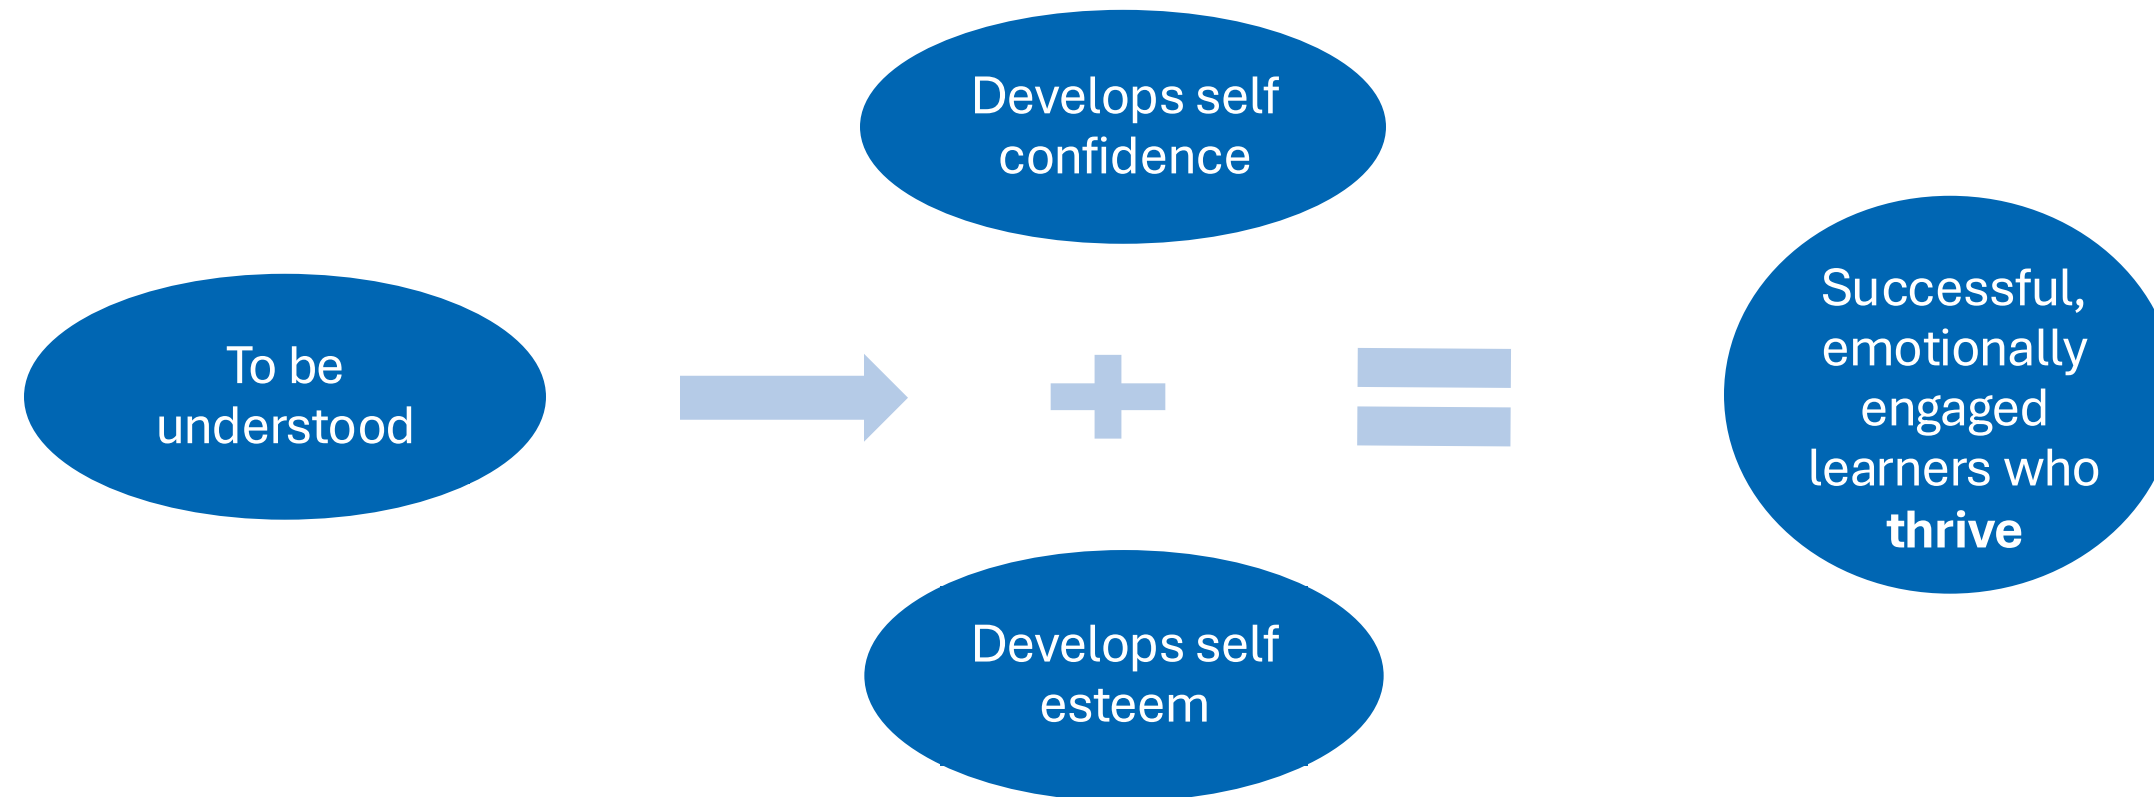 To be
understood
Develops self
confidence
Develops self
esteem
Successful,
emotionally
engaged
learners who
thrive